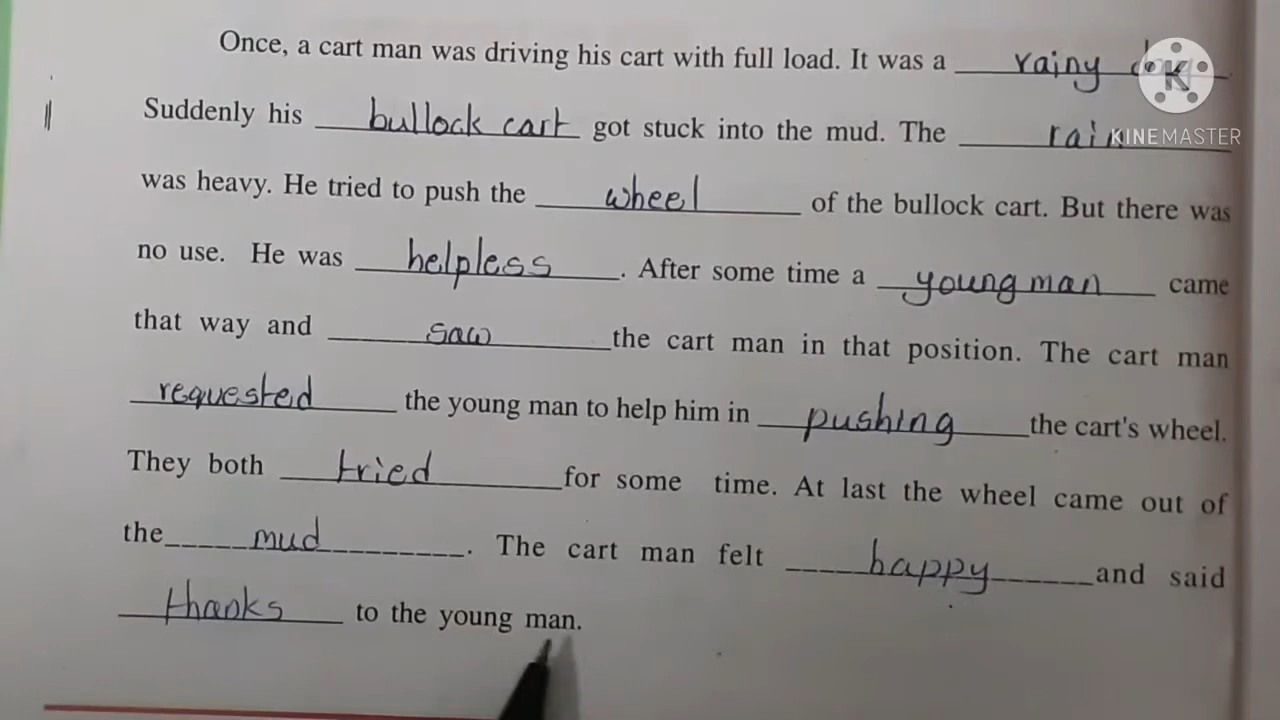 Once, a cart man was driving his cart with full load. It was a rainy
Suddenly his bullock cart got stuck into the mud. The rain
KINEMASTER
was heavy. He tried to push the wheel of the bullock cart. But there was
no use. He was helpless. After some time a young man came
that way and saw the cart man in that position. The cart man
requested the young man to help him in pushing the cart's wheel.
They both tried for some time. At last the wheel came out of
the mud. The cart man felt happy and said
thanks to the young man.